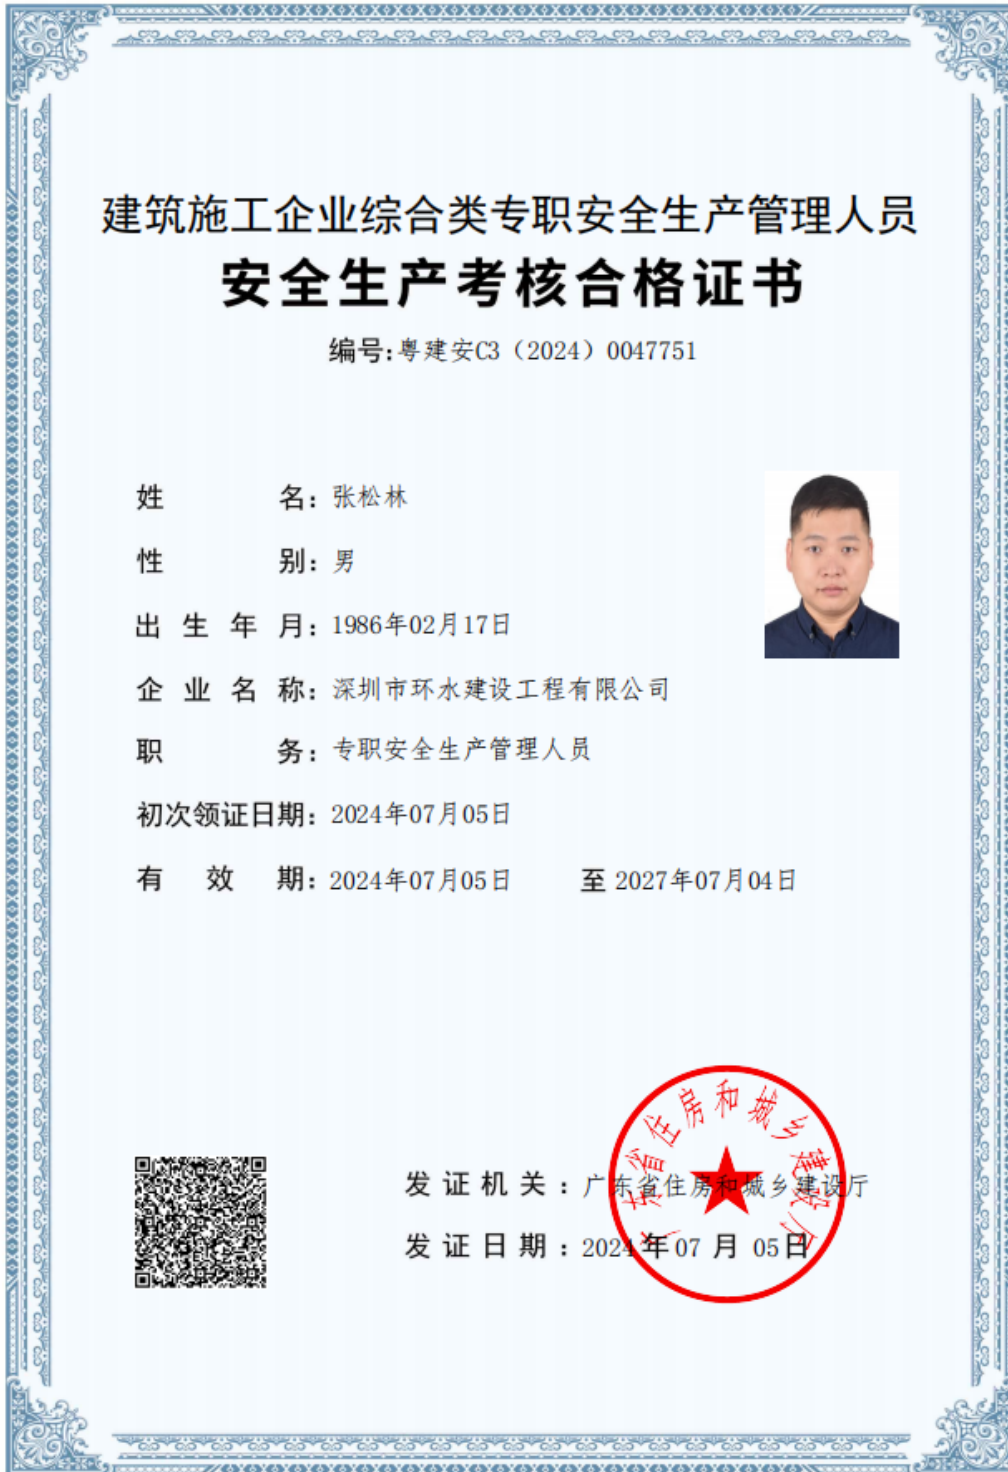 建筑施工企业综合类专职安全生产管理人员
安全生产考核合格证书
编号:粤建安C3（2024）0047751
姓名：张松林
性别：男
出生年月：1986年02月17日
企业名称：深圳市环水建设工程有限公司
职务：专职安全生产管理人员
初次领证日期：2024年07月05日
有效期：2024年07月05日 至 2027年07月04日
广东省住房和城乡建设厅
发证机关：广东省住房和城乡建设厅
发证日期：2024年07月05日